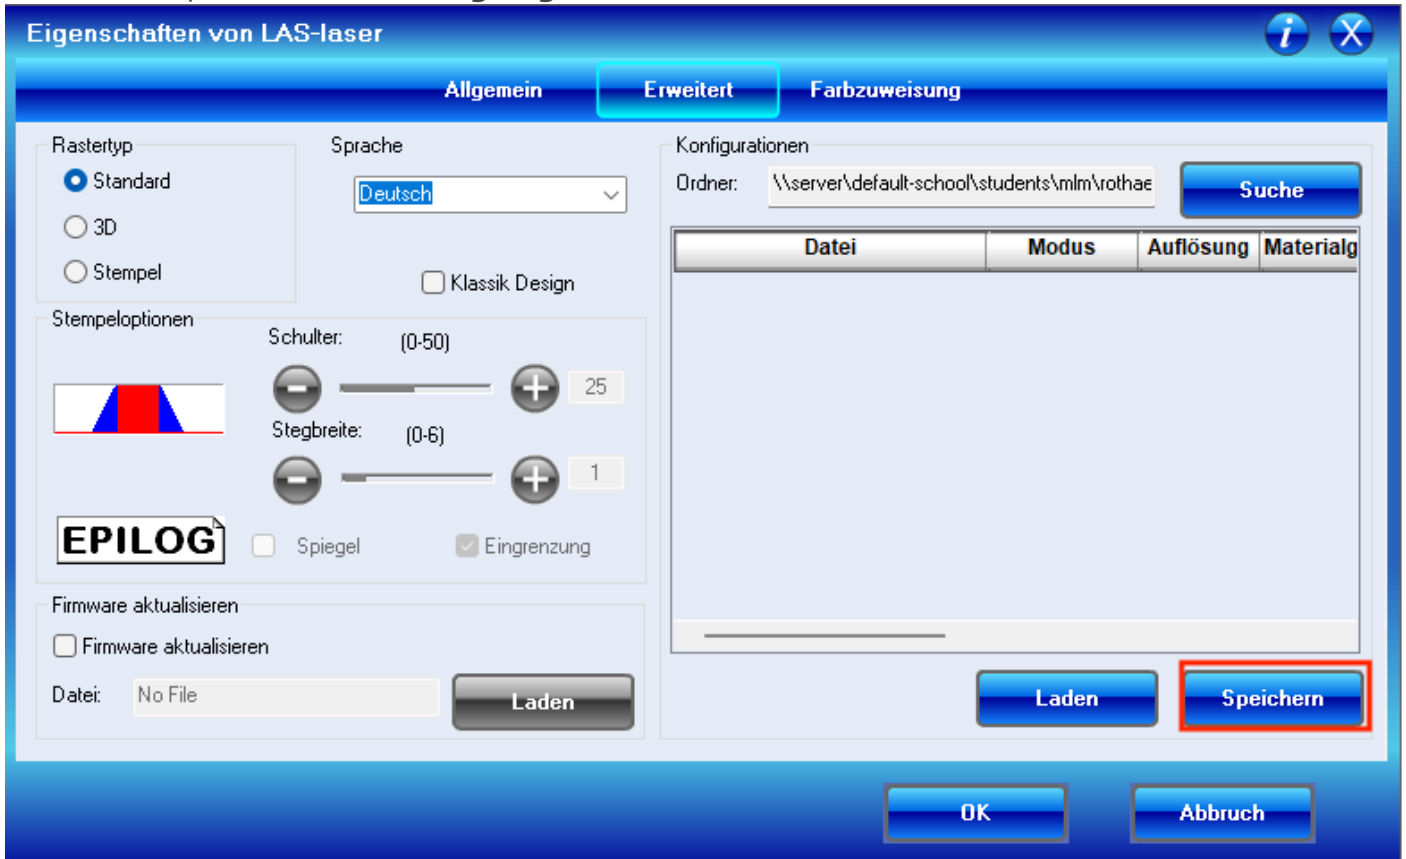 Eigenschaften von LAS-laser
Allgemein Erweitert Farbzuweisung
Rastertyp
Standard
3D
Stempel
Sprache
Deutsch
Klassik Design
Stempeloptionen
Schulter: (0-50)
25
Stegbreite: (0-6)
1
EPILOG
Spiegel Eingrenzung
Firmware aktualisieren
Firmware aktualisieren
Datei: No File Laden
Konfigurationen
Ordner: \\server\default-school\students\mlm\rothae Suche
Datei Modus Auflösung Materialg
Laden Speichern
OK Abbruch